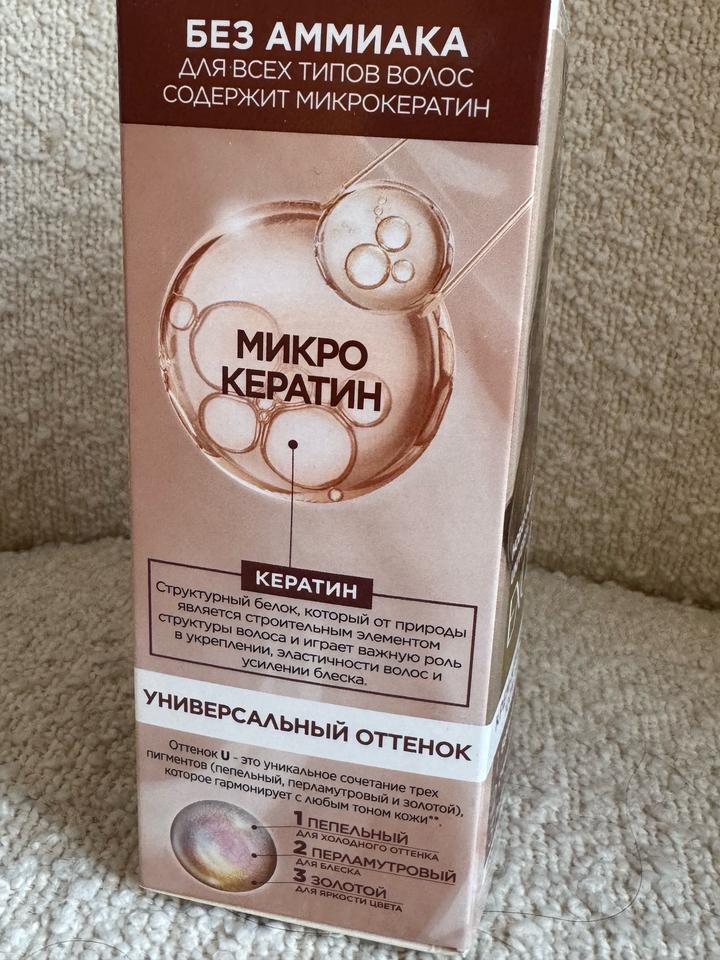 БЕЗ АММИАКА
ДЛЯ ВСЕХ ТИПОВ ВОЛОС
СОДЕРЖИТ МИКРОКЕРАТИН
МИКРО
КЕРАТИН
КЕРАТИН
Структурный белок, который от природы
является строительным элементом
структуры волоса и играет важную роль
в укреплении, эластичности волос и
усилении блеска.
УНИВЕРСАЛЬНЫЙ ОТТЕНОК
Оттенок U - это уникальное сочетание трех
пигментов (пепельный, перламутровый и золотой),
которое гармонирует с любым тоном кожи**.
1 ПЕПЕЛЬНЫЙ
ДЛЯ ХОЛОДНОГО ОТТЕНКА
2 ПЕРЛАМУТРОВЫЙ
ДЛЯ БЛЕСКА
3 ЗОЛОТОЙ
ДЛЯ ЯРКОСТИ ЦВЕТА